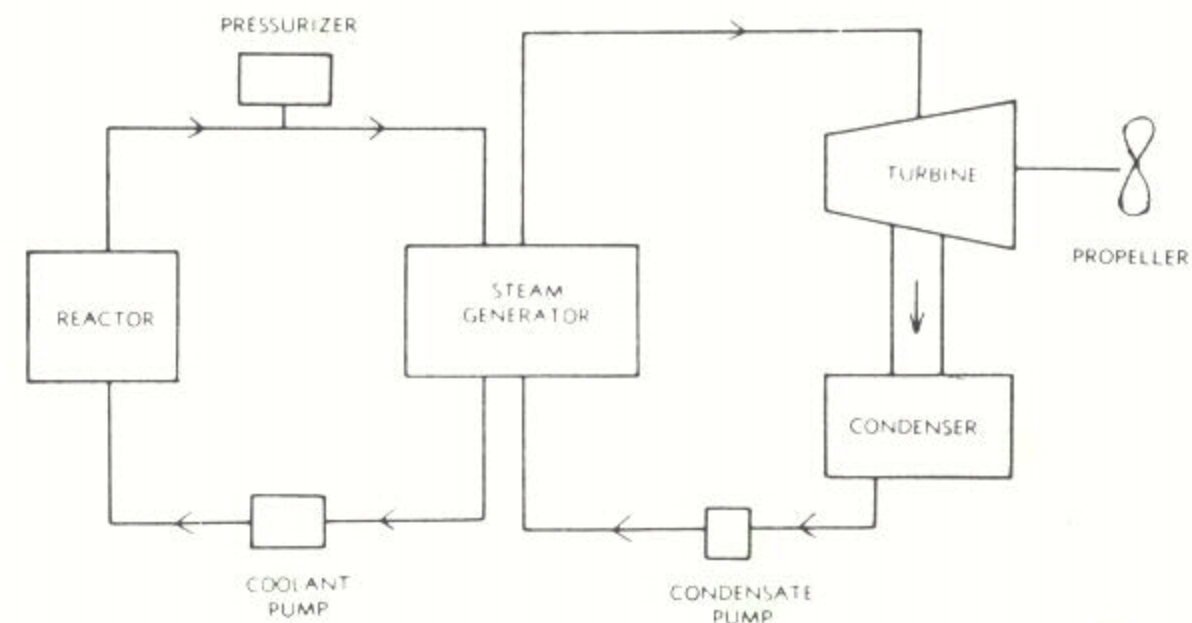 PRESSURIZER
TURBINE
PROPELLER
REACTOR
STEAM
GENERATOR
CONDENSER
COOLANT
PUMP
CONDENSATE
PUMP